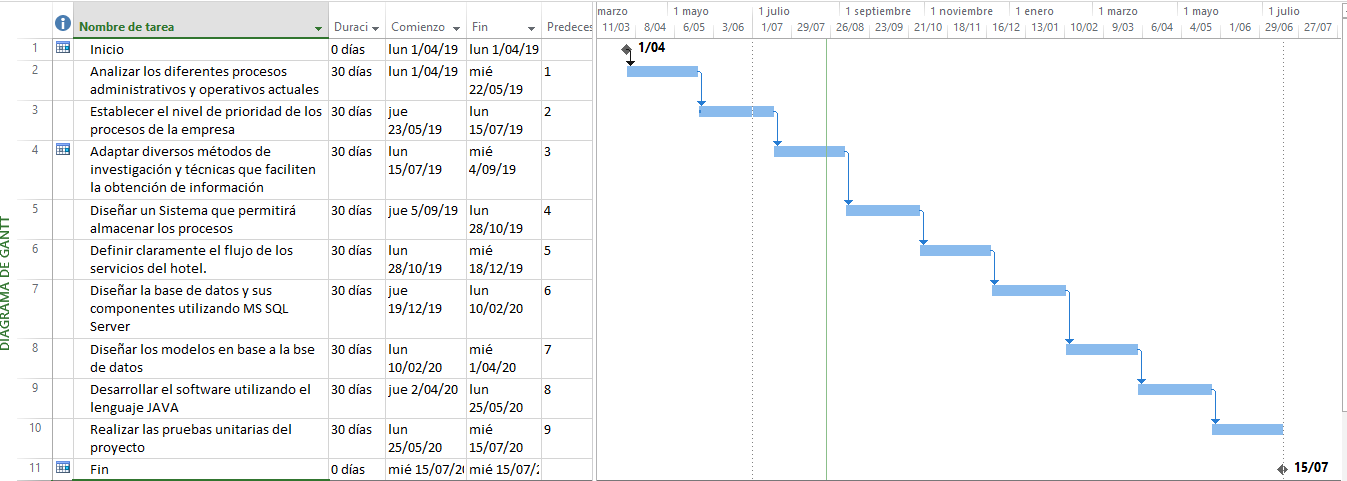 DIAGRAMA DE GANTT
Nombre de tarea Duraci Comienzo Fin Predeces
marzo 1 mayo 1 julio 1 septiembre 1 noviembre 1 enero 1 marzo 1 mayo 1 julio
11/03 8/04 6/05 3/06 1/07 29/07 26/08 23/09 21/10 18/11 16/12 13/01 10/02 9/03 6/04 4/05 1/06 29/06 27/07
1 Inicio 0 días lun 1/04/19 lun 1/04/19 1/04
2 Analizar los diferentes procesos 30 días lun 1/04/19 mié 1
administrativos y operativos actuales 22/05/19
3 Establecer el nivel de prioridad de los 30 días jue lun 2
procesos de la empresa 23/05/19 15/07/19
4 Adaptar diversos métodos de 30 días lun mié 3
investigación y técnicas que faciliten 15/07/19 4/09/19
la obtención de información
5 Diseñar un Sistema que permitirá 30 días jue 5/09/19 lun 4
almacenar los procesos 28/10/19
6 Definir claramente el flujo de los 30 días lun mié 5
servicios del hotel. 28/10/19 18/12/19
7 Diseñar la base de datos y sus 30 días jue lun 6
componentes utilizando MS SQL 19/12/19 10/02/20
Server
8 Diseñar los modelos en base a la bse 30 días lun mié 7
de datos 10/02/20 1/04/20
9 Desarrollar el software utilizando el 30 días jue 2/04/20 lun 8
lenguaje JAVA 25/05/20
10 Realizar las pruebas unitarias del 30 días lun mié 9
proyecto 25/05/20 15/07/20
11 Fin 0 días mié 15/07/20 mié 15/07/2 15/07